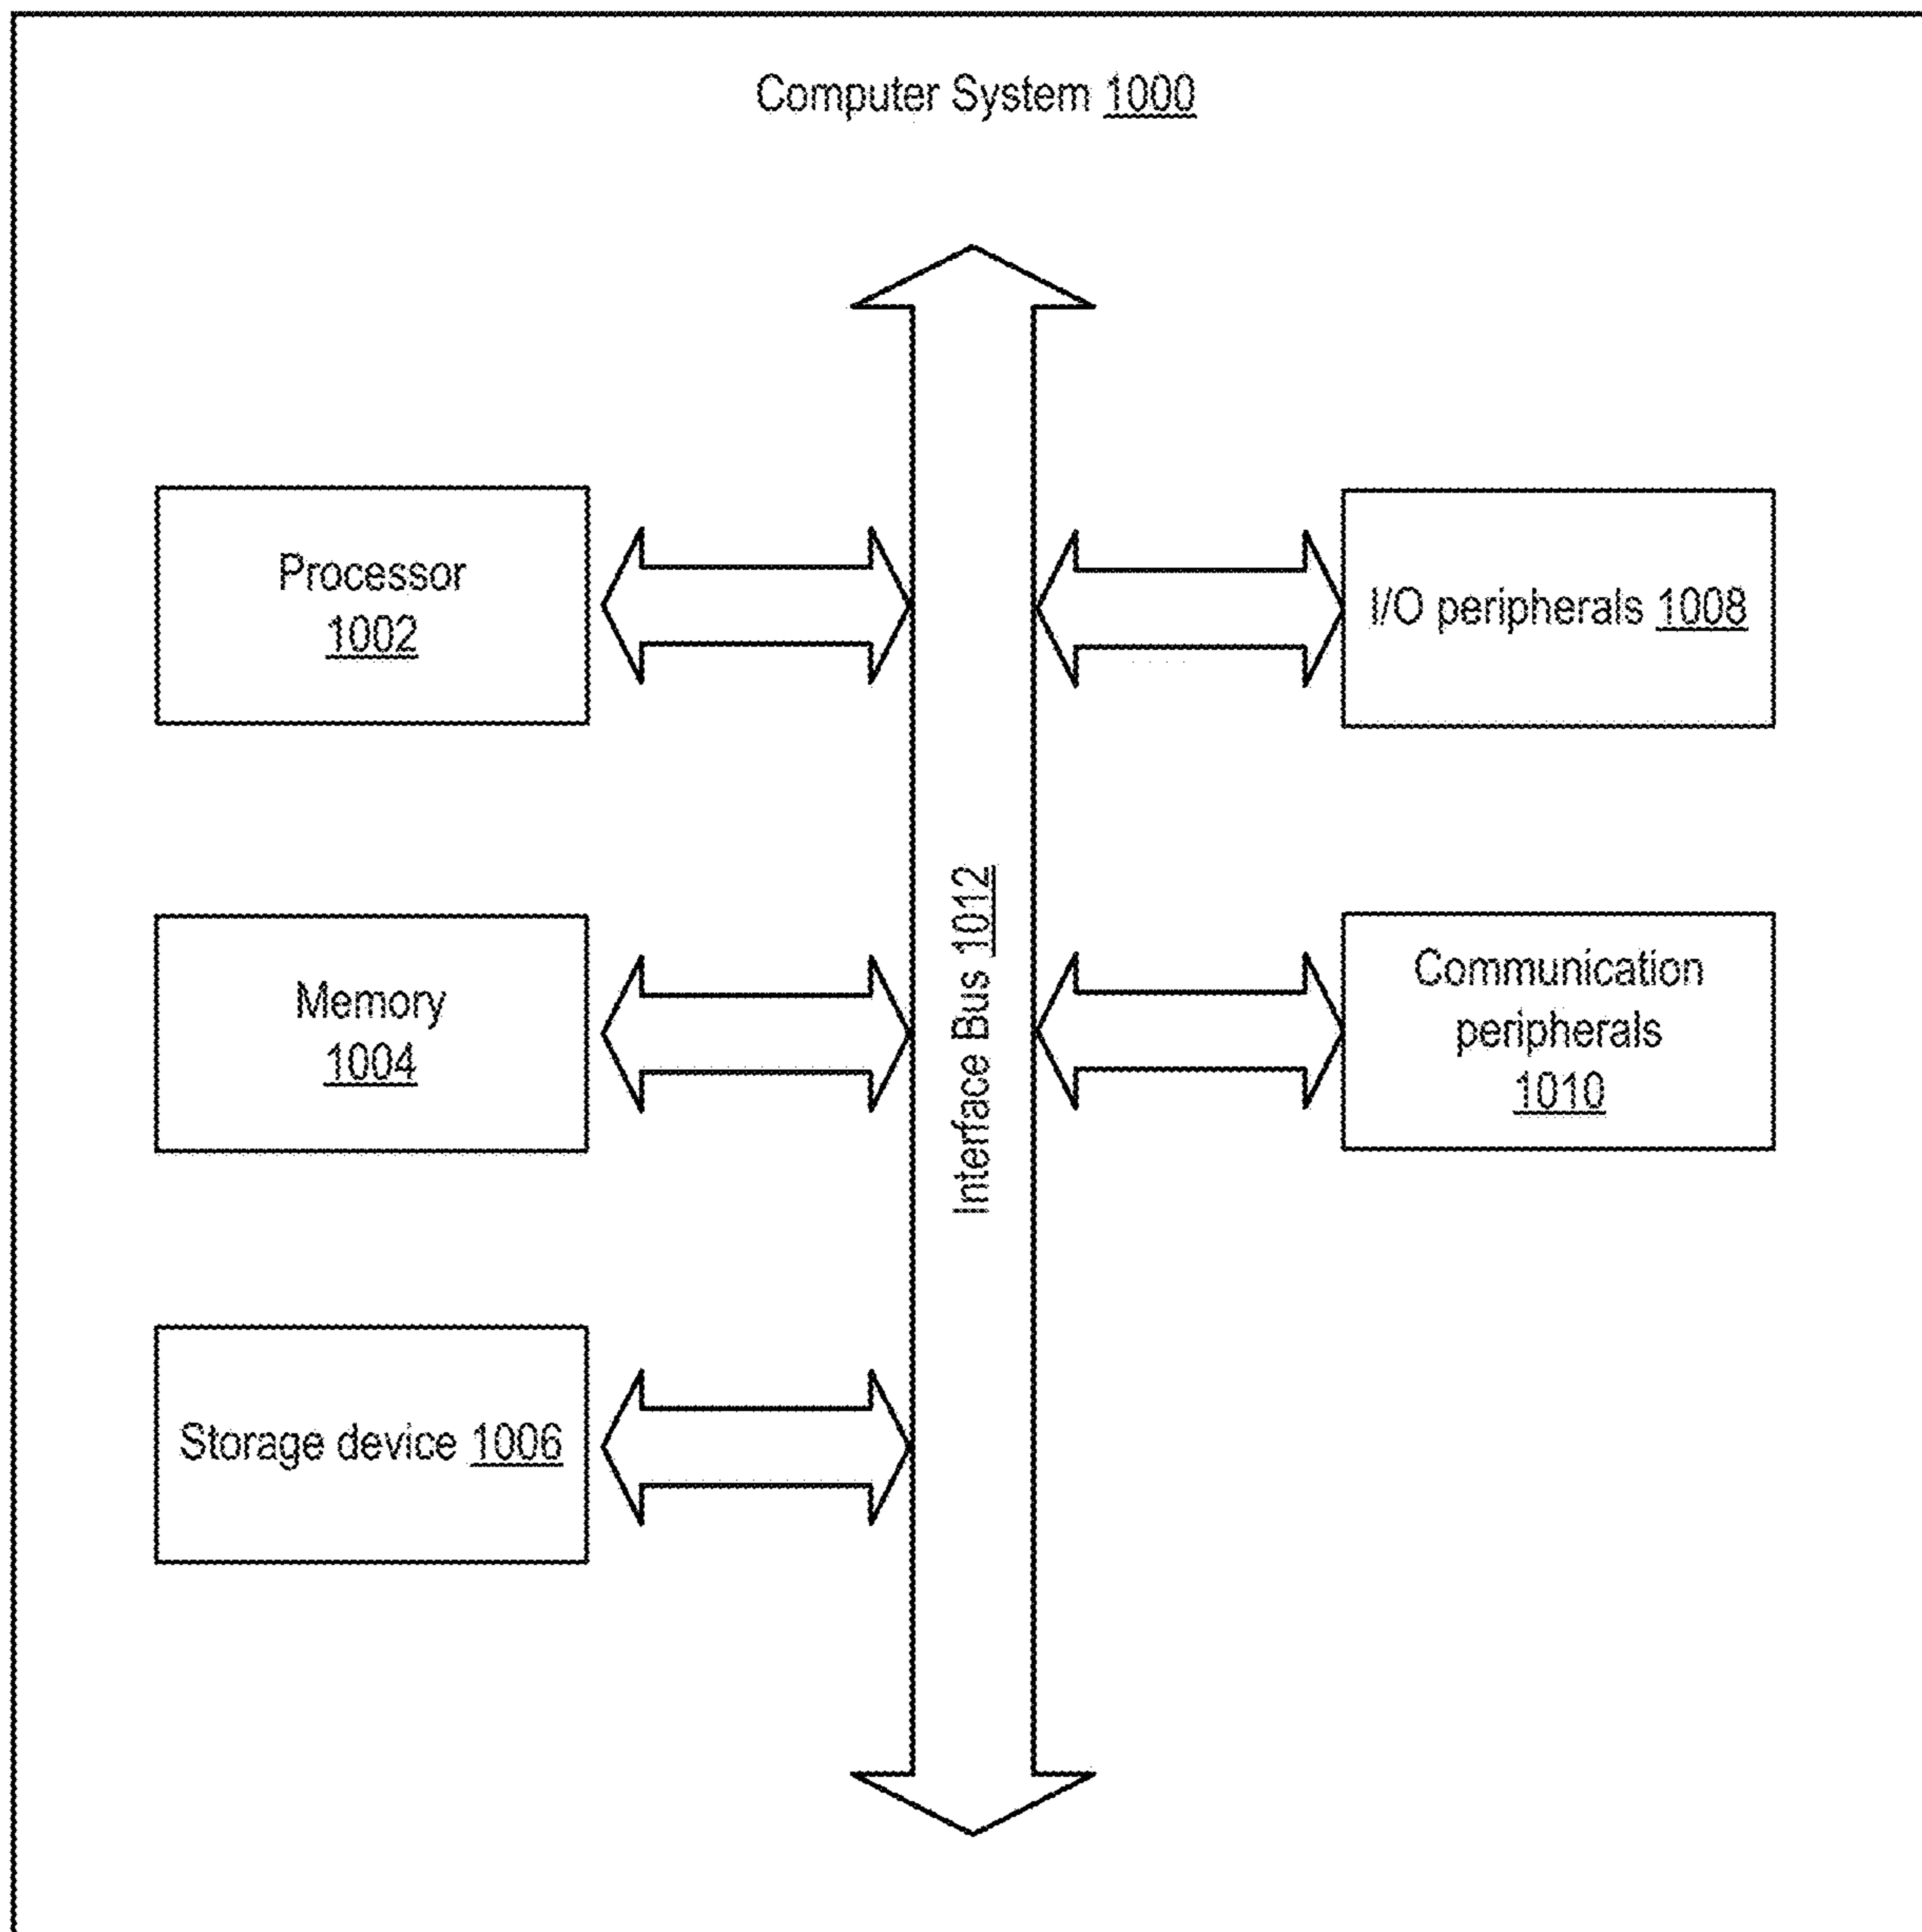 Computer System 1000
Processor
1002
I/O peripherals 1008
Interface Bus 1012
Memory
1004
Communication
peripherals
1010
Storage device 1006